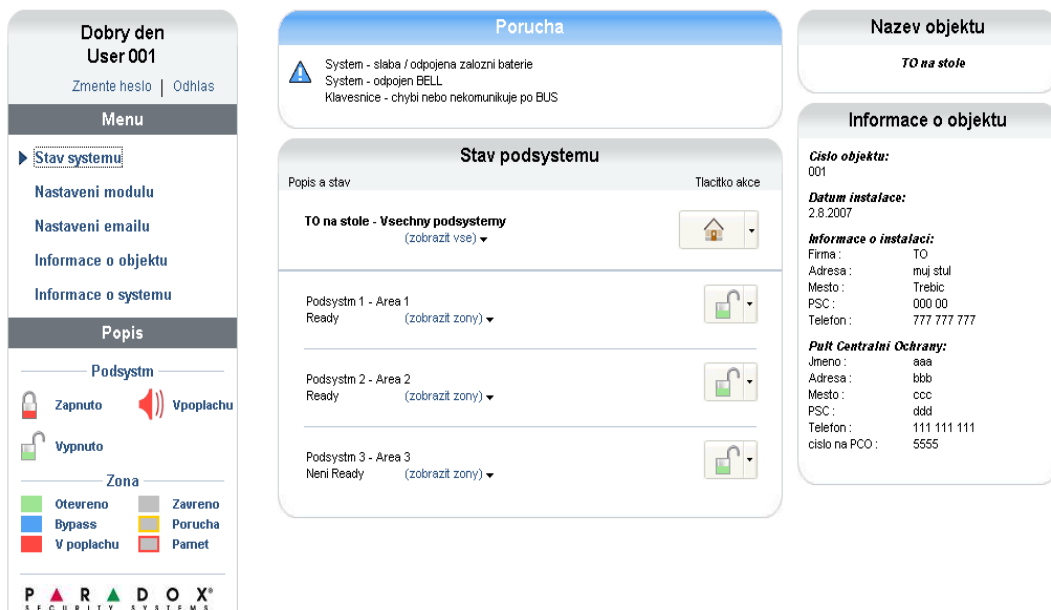 Dobry den
User 001
Zmente heslo | Odhlas
Menu
Stav systemu
Nastaveni modulu
Nastaveni emailu
Informace o objektu
Informace o systemu
Popis
Podsystm
Zapnuto
Vpoplachu
Vypnuto
Zona
Otevreno
Zavreno
Bypass
Porucha
V poplachu
Pamet
PARADOX®
SECURITY SYSTEMS
Porucha
System - slaba / odpojena zalozni baterie
System - odpojen BELL
Klavesnice - chybi nebo nekomunikuje po BUS
Stav podsystemu
Popis a stav
Tlacitko akce
TO na stole - Vsechny podsystemy
(zobrazit vse)
Podsystm 1 - Area 1
Ready (zobrazit zony)
Podsystm 2 - Area 2
Ready (zobrazit zony)
Podsystm 3 - Area 3
Neni Ready (zobrazit zony)
Nazev objektu
TO na stole
Informace o objektu
Cislo objektu:
001
Datum instalace:
2.8.2007
Informace o instalaci:
Firma : TO
Adresa : muj stul
Mesto : Trebic
PSC : 000 00
Telefon : 777 777 777
Pult Centralni Ochrany:
Jmeno : aaa
Adresa : bbb
Mesto : ccc
PSC : ddd
Telefon : 111 111 111
cislo na PCO : 5555